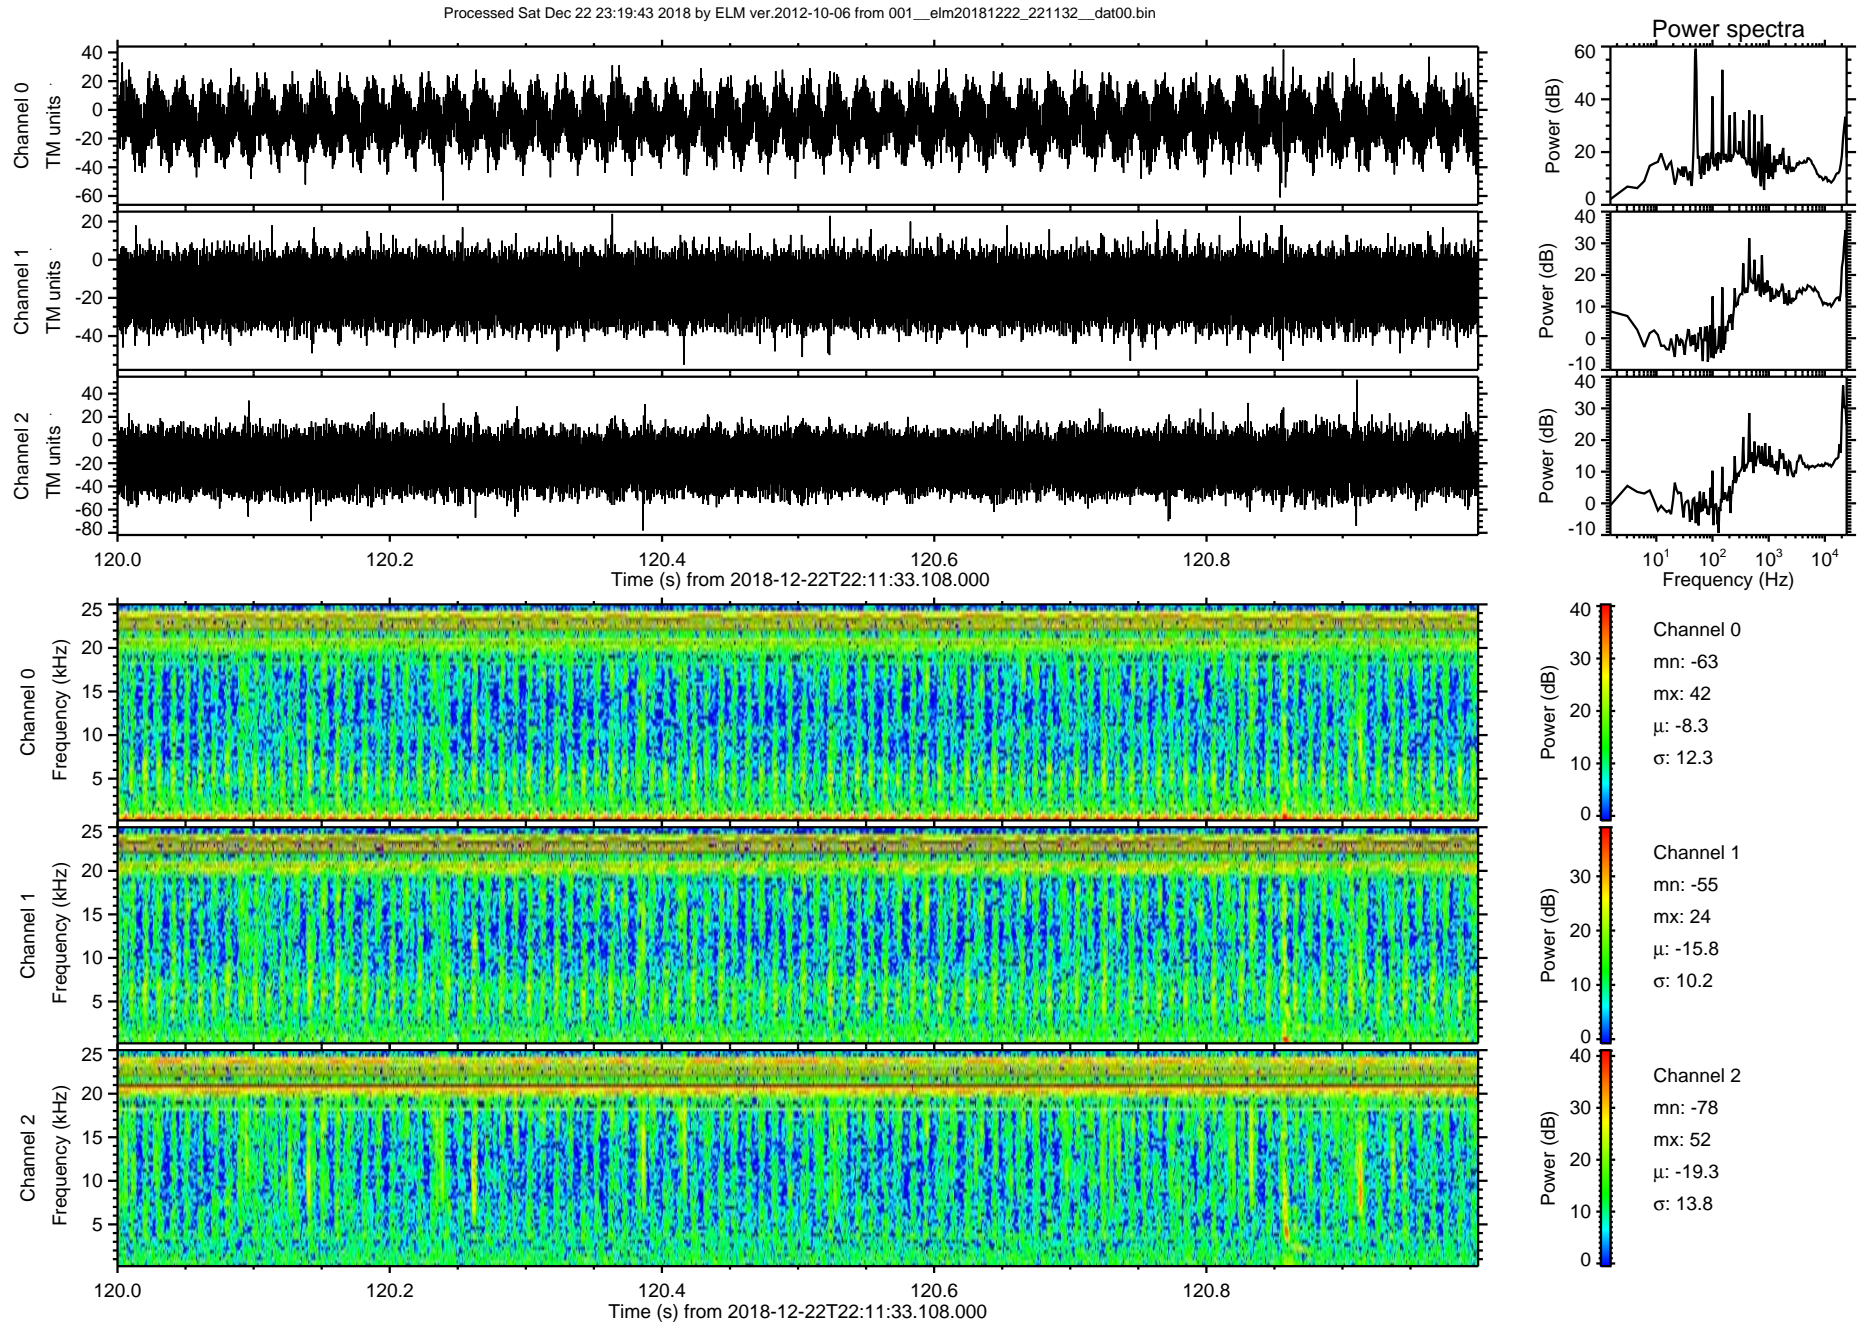 Processed Sat Dec 22 23:19:43 2018 by ELM ver.2012-10-06 from 001__elm20181222_221132__dat00.bin
Power spectra
Channel 0
TM units
40
20
0
-20
-40
-60
Power (dB)
60
40
20
0
Channel 1
TM units
20
0
-20
-40
Power (dB)
40
30
20
10
0
-10
Channel 2
TM units
40
20
0
-20
-40
-60
-80
Power (dB)
40
30
20
10
0
-10
120.0 120.2 120.4 120.6 120.8
Time (s) from 2018-12-22T22:11:33.108.000
10^1 10^2 10^3 10^4
Frequency (Hz)
Channel 0
Frequency (kHz)
25
20
15
10
5
Power (dB)
40
30
20
10
0
Channel 0
mn: -63
mx: 42
μ: -8.3
σ: 12.3
Channel 1
Frequency (kHz)
25
20
15
10
5
Power (dB)
30
20
10
0
Channel 1
mn: -55
mx: 24
μ: -15.8
σ: 10.2
Channel 2
Frequency (kHz)
25
20
15
10
5
Power (dB)
40
30
20
10
0
Channel 2
mn: -78
mx: 52
μ: -19.3
σ: 13.8
120.0 120.2 120.4 120.6 120.8
Time (s) from 2018-12-22T22:11:33.108.000